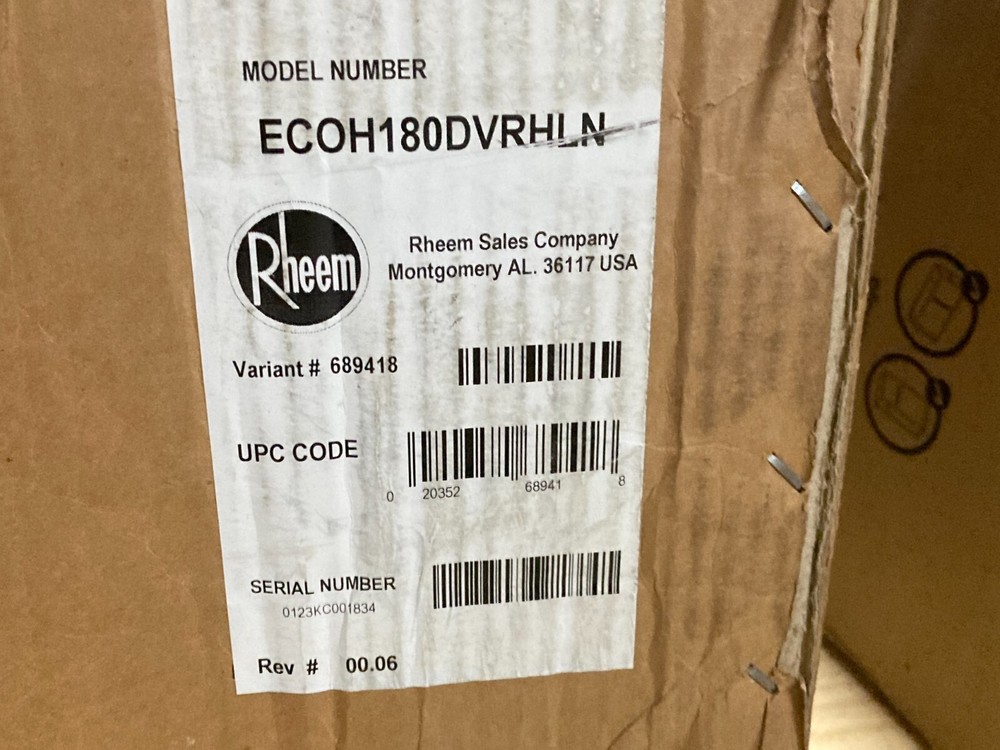 MODEL NUMBER
ECOH180DVRHLN
Rheem
Rheem Sales Company
Montgomery AL. 36117 USA
Variant # 689418
UPC CODE
0 20352 68941 8
SERIAL NUMBER
0123KC001834
Rev # 00.06